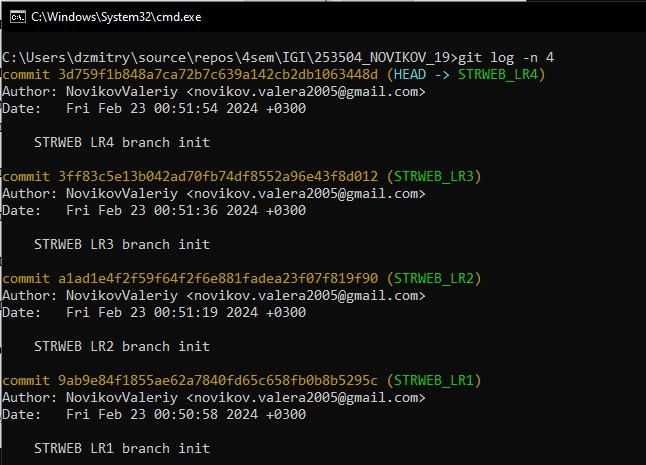 C:\Windows\System32\cmd.exe
C:\Users\dzmitry\source\repos\4sem\IGI\253504_NOVIKOV_19>git log -n 4
commit 3d759f1b848a7ca72b7c639a142cb2db1063448d (HEAD -> STRWEB_LR4)
Author: NovikovValeriy <novikov.valera2005@gmail.com>
Date:   Fri Feb 23 00:51:54 2024 +0300
STRWEB LR4 branch init
commit 3ff83c5e13b042ad70fb74df8552a96e43f8d012 (STRWEB_LR3)
Author: NovikovValeriy <novikov.valera2005@gmail.com>
Date:   Fri Feb 23 00:51:36 2024 +0300
STRWEB LR3 branch init
commit a1ad1e4f2f59f64f2f6e881fadea23f07f819f90 (STRWEB_LR2)
Author: NovikovValeriy <novikov.valera2005@gmail.com>
Date:   Fri Feb 23 00:51:19 2024 +0300
STRWEB LR2 branch init
commit 9ab9e84f1855ae62a7840fd65c658fb0b8b5295c (STRWEB_LR1)
Author: NovikovValeriy <novikov.valera2005@gmail.com>
Date:   Fri Feb 23 00:50:58 2024 +0300
STRWEB LR1 branch init